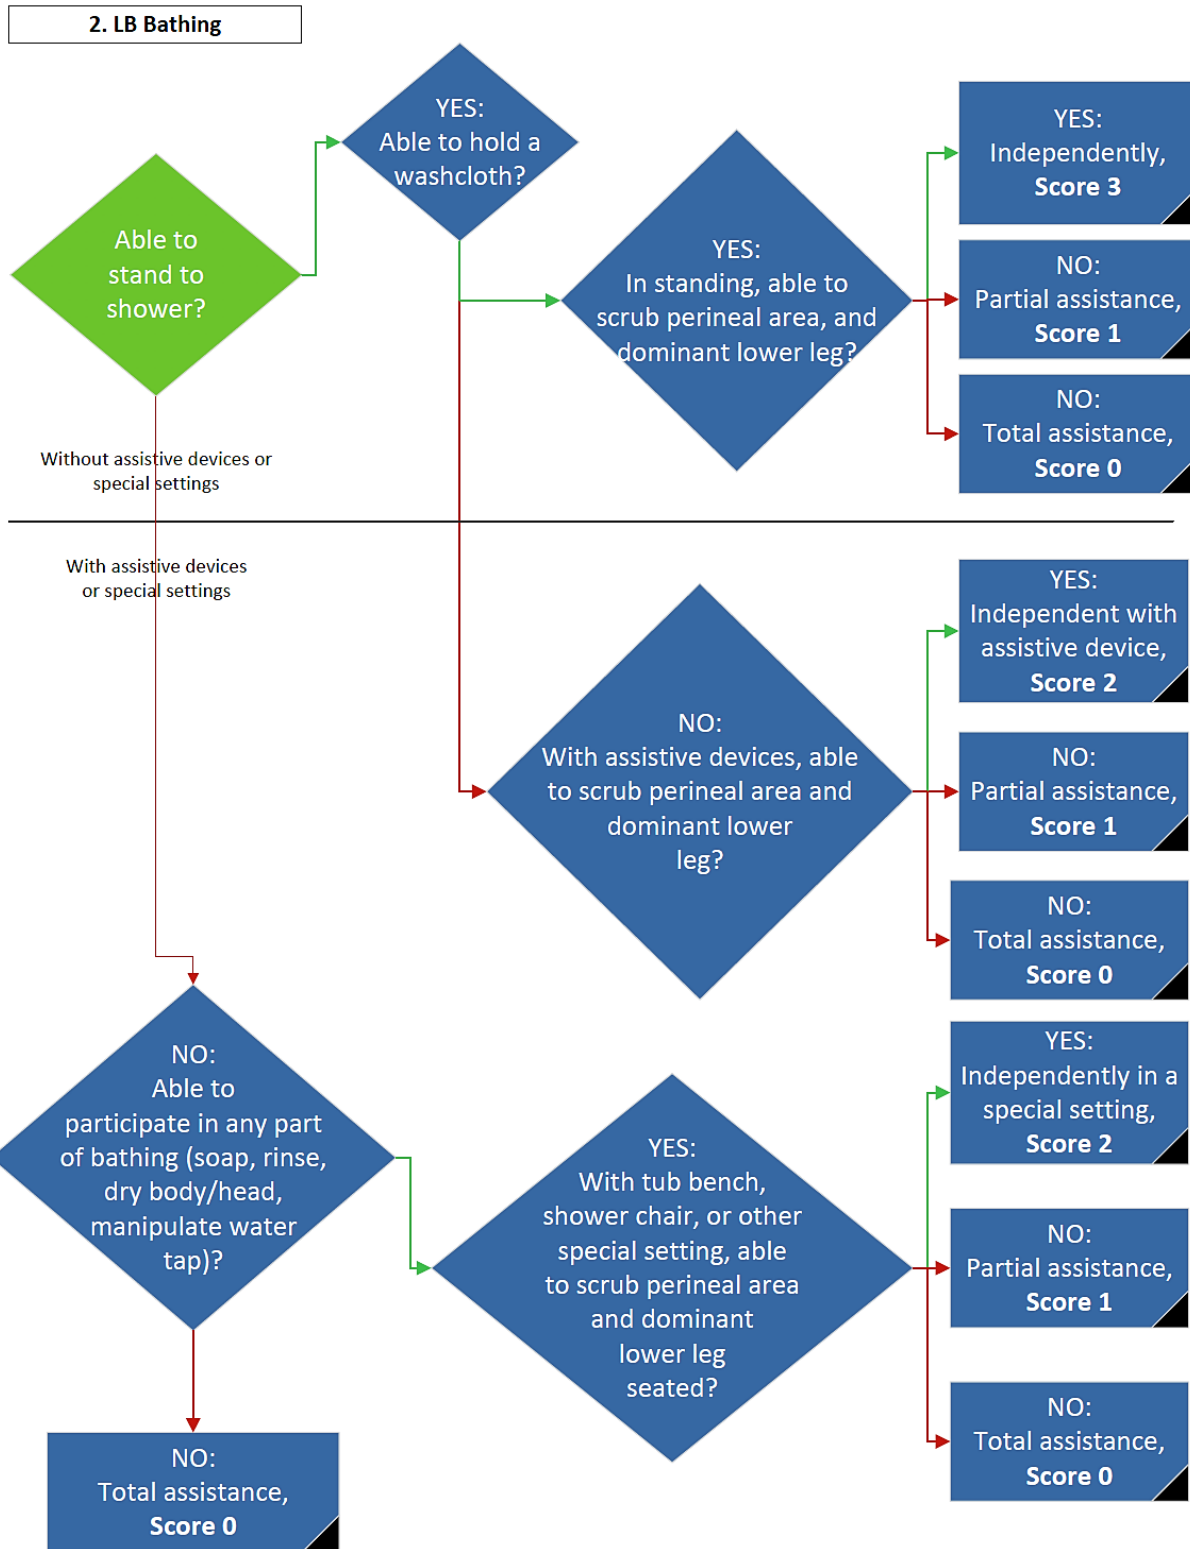 2. LB Bathing
Able to
stand to
shower?
YES:
Able to hold a
washcloth?
YES:
In standing, able to
scrub perineal area, and
dominant lower leg?
YES:
Independently,
Score 3
NO:
Partial assistance,
Score 1
NO:
Total assistance,
Score 0
Without assistive devices or
special settings
With assistive devices
or special settings
NO:
With assistive devices, able
to scrub perineal area and
dominant lower
leg?
YES:
Independent with
assistive device,
Score 2
NO:
Partial assistance,
Score 1
NO:
Total assistance,
Score 0
NO:
Able to
participate in any part
of bathing (soap, rinse,
dry body/head,
manipulate water
tap)?
YES:
With tub bench,
shower chair, or other
special setting, able
to scrub perineal area
and dominant
lower leg
seated?
YES:
Independently in a
special setting,
Score 2
NO:
Partial assistance,
Score 1
NO:
Total assistance,
Score 0
NO:
Total assistance,
Score 0